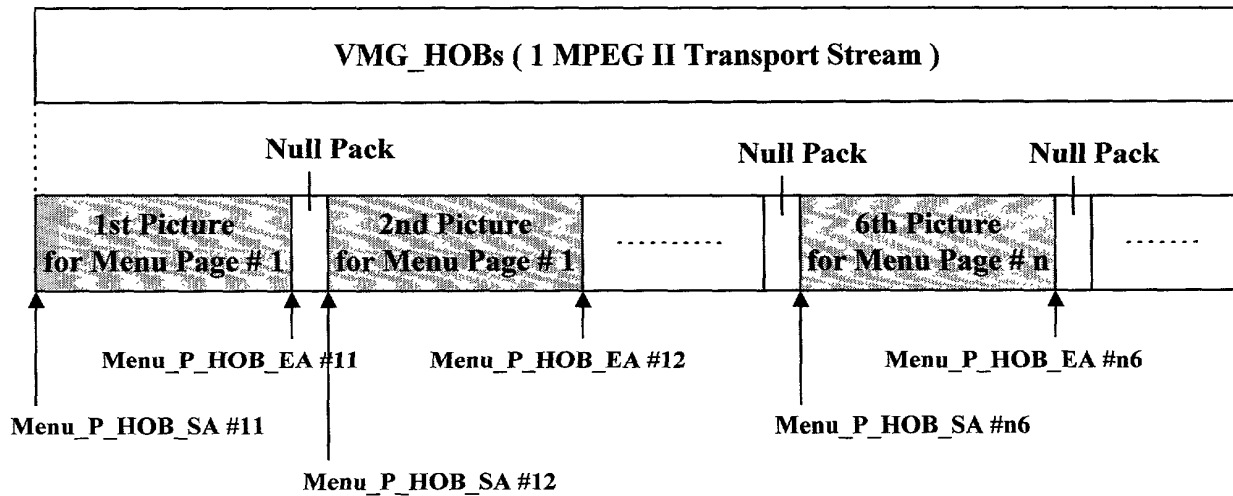 VMG_HOBs ( 1 MPEG II Transport Stream )
Null Pack
Null Pack
Null Pack
1st Picture
for Menu Page # 1
2nd Picture
for Menu Page # 1
...........
6th Picture
for Menu Page # n
........
Menu_P_HOB_EA #11
Menu_P_HOB_EA #12
Menu_P_HOB_EA #n6
Menu_P_HOB_SA #11
Menu_P_HOB_SA #n6
Menu_P_HOB_SA #12